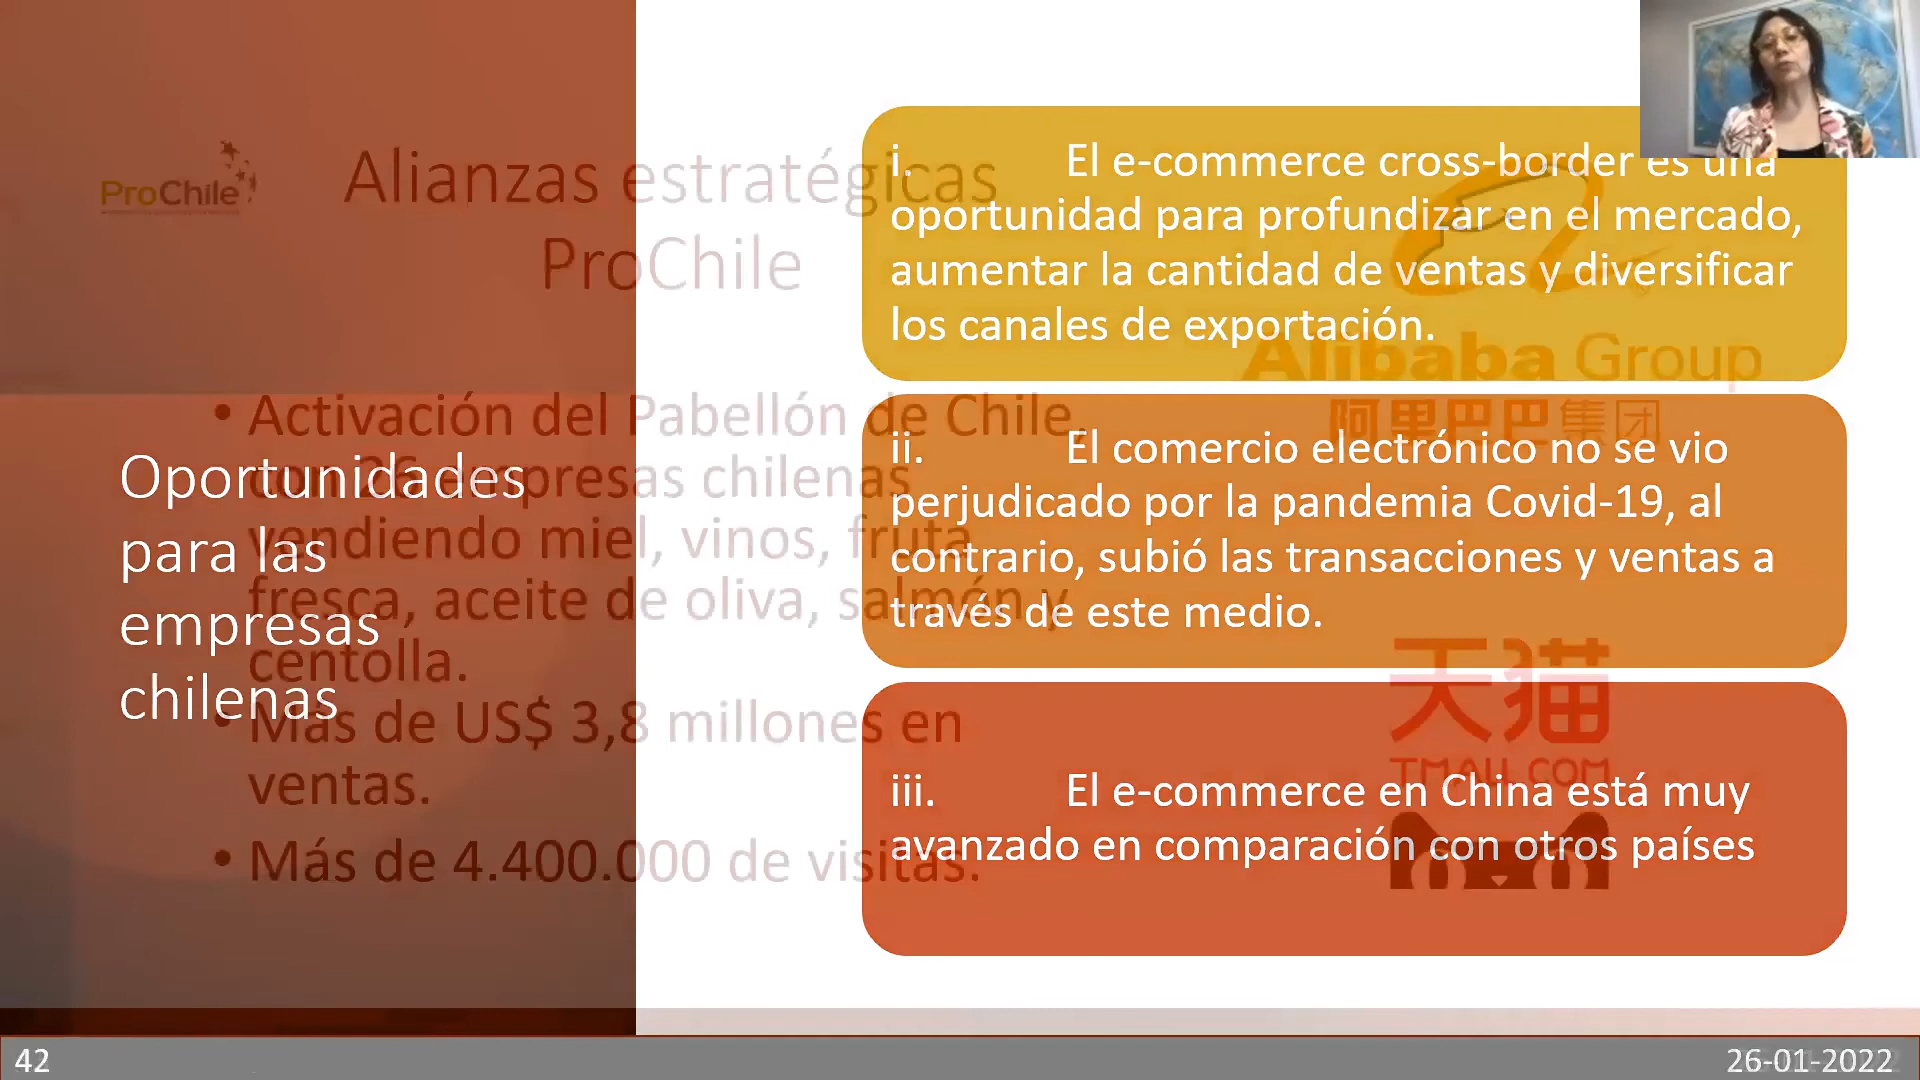 ProChile
Alianzas estratégicas
ProChile
• Activación del Pabellón de Chile,
con 26 empresas chilenas
vendiendo miel, vinos, fruta
fresca, aceite de oliva, salmón y
centolla.
• Más de US$ 3,8 millones en
ventas.
• Más de 4.400.000 de visitas.
Oportunidades
para las
empresas
chilenas
i. El e-commerce cross-border es una
oportunidad para profundizar en el mercado,
aumentar la cantidad de ventas y diversificar
los canales de exportación.
Alibaba Group
阿里巴巴集团
ii. El comercio electrónico no se vio
perjudicado por la pandemia Covid-19, al
contrario, subió las transacciones y ventas a
través de este medio.
天猫
TMALL.COM
iii. El e-commerce en China está muy
avanzado en comparación con otros países
42
26-01-2022